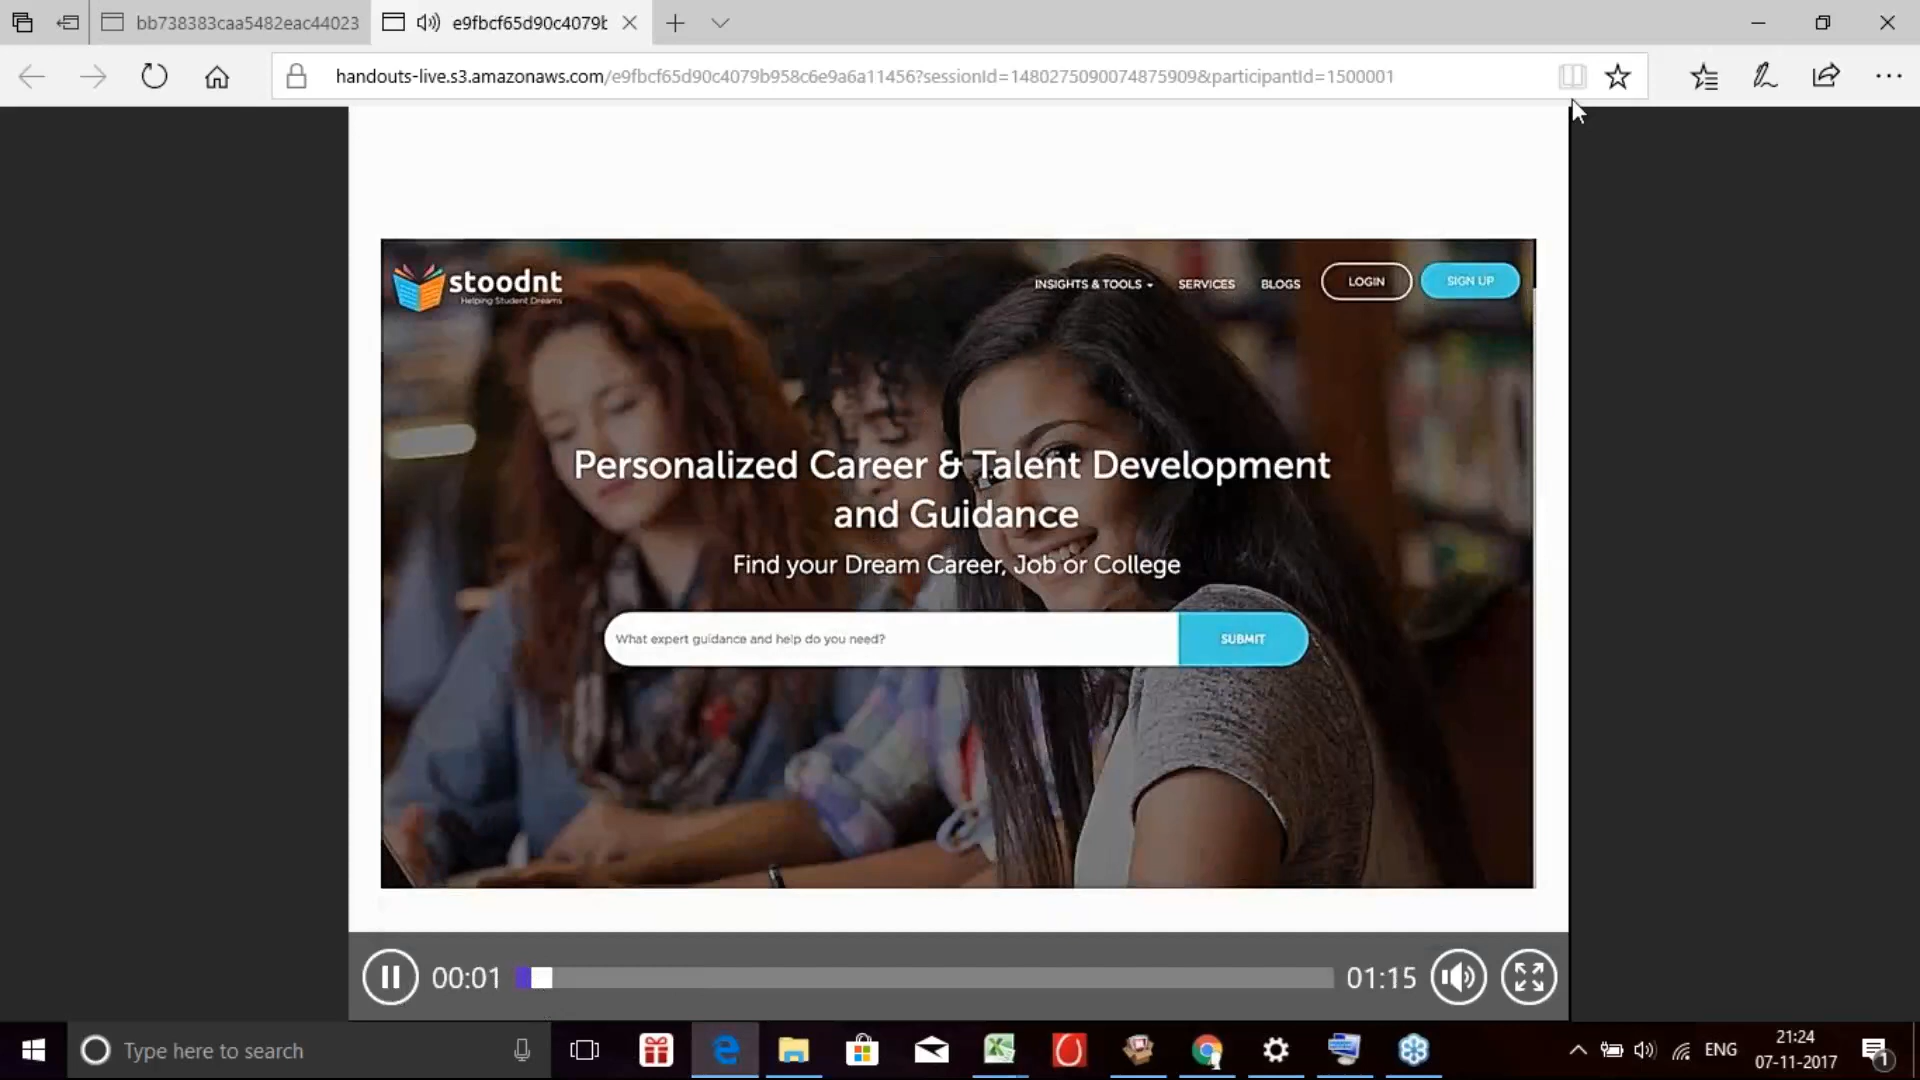 bb738383caa5482eac44023
e9fbcf65d90c4079b
handouts-live.s3.amazonaws.com/e9fbcf65d90c4079b958c6e9a6a11456?sessionId=1480275090074875909&participantId=1500001
stoodnt
Helping Student Dreams
INSIGHTS & TOOLS
SERVICES
BLOGS
LOGIN
SIGN UP
Personalized Career & Talent Development
and Guidance
Find your Dream Career, Job or College
What expert guidance and help do you need?
SUBMIT
00:01
01:15
Type here to search
ENG
21:24
07-11-2017
1